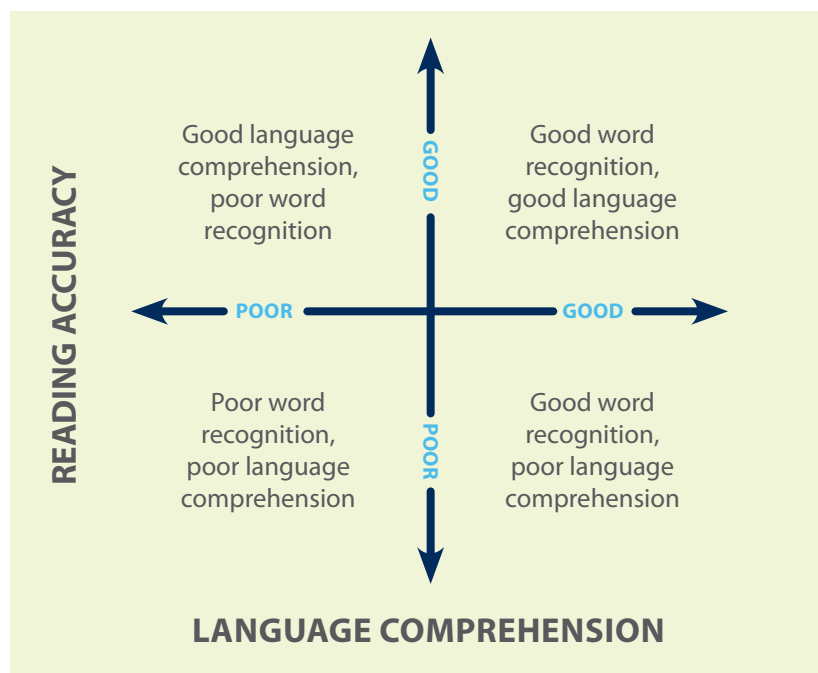 Good language
comprehension,
poor word
recognition
Good word
recognition,
good language
comprehension
GOOD
READING ACCURACY
POOR
GOOD
Poor word
recognition,
poor language
comprehension
POOR
Good word
recognition,
poor language
comprehension
LANGUAGE COMPREHENSION